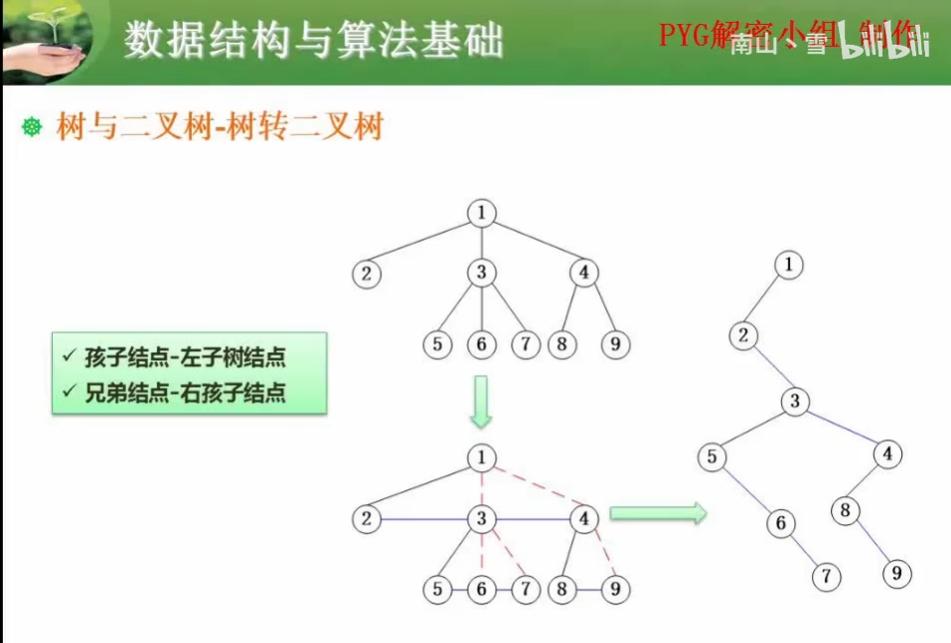 数据结构与算法基础
PYG解密小组 制作
南山丶雪 bilibili
树与二叉树-树转二叉树
1
2 3 4
5 6 7 8 9
孩子结点-左子树结点
兄弟结点-右孩子结点
1
2 3 4
5 6 7 8 9
1
2
3
5 4
6 8
7 9